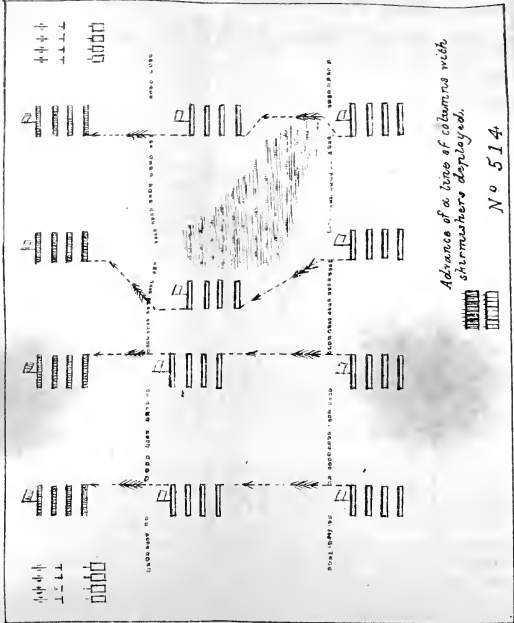 Advance of a line of columns with
skirmishers deployed.
Nº 514.